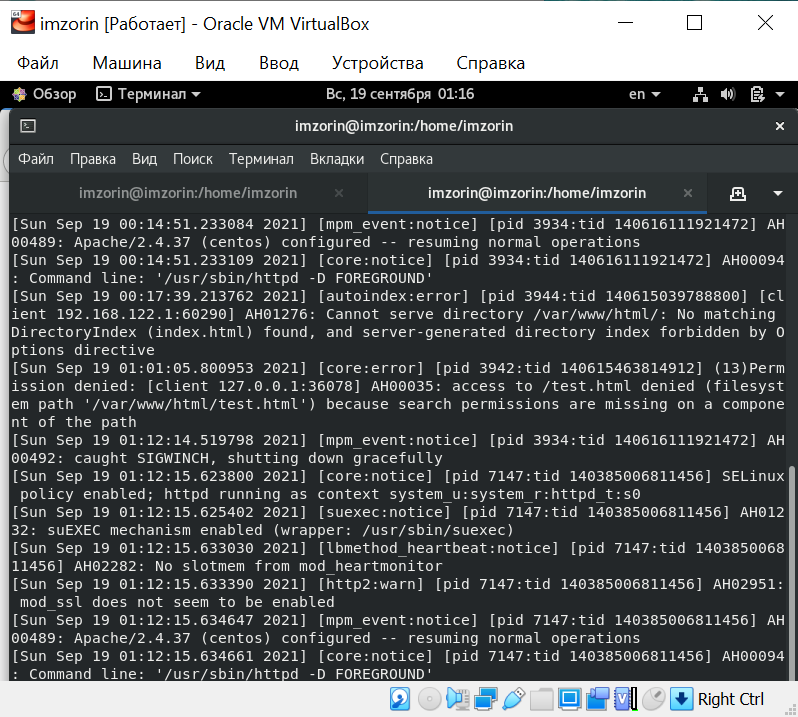 imzorin [Работает] - Oracle VM VirtualBox
Файл Машина Вид Ввод Устройства Справка
Обзор Терминал Вс, 19 сентября 01:16 en
imzorin@imzorin:/home/imzorin
Файл Правка Вид Поиск Терминал Вкладки Справка
imzorin@imzorin:/home/imzorin imzorin@imzorin:/home/imzorin
[Sun Sep 19 00:14:51.233084 2021] [mpm_event:notice] [pid 3934:tid 140616111921472] AH
00489: Apache/2.4.37 (centos) configured -- resuming normal operations
[Sun Sep 19 00:14:51.233109 2021] [core:notice] [pid 3934:tid 140616111921472] AH00094
: Command line: '/usr/sbin/httpd -D FOREGROUND'
[Sun Sep 19 00:17:39.213762 2021] [autoindex:error] [pid 3944:tid 140615039788800] [cl
ient 192.168.122.1:60290] AH01276: Cannot serve directory /var/www/html/: No matching
DirectoryIndex (index.html) found, and server-generated directory index forbidden by O
ptions directive
[Sun Sep 19 01:01:05.800953 2021] [core:error] [pid 3942:tid 140615463814912] (13)Perm
ission denied: [client 127.0.0.1:36078] AH00035: access to /test.html denied (filesyst
em path '/var/www/html/test.html') because search permissions are missing on a compone
nt of the path
[Sun Sep 19 01:12:14.519798 2021] [mpm_event:notice] [pid 3934:tid 140616111921472] AH
00492: caught SIGWINCH, shutting down gracefully
[Sun Sep 19 01:12:15.623800 2021] [core:notice] [pid 7147:tid 140385006811456] SELinux
 policy enabled; httpd running as context system_u:system_r:httpd_t:s0
[Sun Sep 19 01:12:15.625402 2021] [suexec:notice] [pid 7147:tid 140385006811456] AH012
32: suEXEC mechanism enabled (wrapper: /usr/sbin/suexec)
[Sun Sep 19 01:12:15.633030 2021] [lbmethod_heartbeat:notice] [pid 7147:tid 1403850068
11456] AH02282: No slotmem from mod_heartmonitor
[Sun Sep 19 01:12:15.633390 2021] [http2:warn] [pid 7147:tid 140385006811456] AH02951:
 mod_ssl does not seem to be enabled
[Sun Sep 19 01:12:15.634647 2021] [mpm_event:notice] [pid 7147:tid 140385006811456] AH
00489: Apache/2.4.37 (centos) configured -- resuming normal operations
[Sun Sep 19 01:12:15.634661 2021] [core:notice] [pid 7147:tid 140385006811456] AH00094
: Command line: '/usr/sbin/httpd -D FOREGROUND'
Right Ctrl